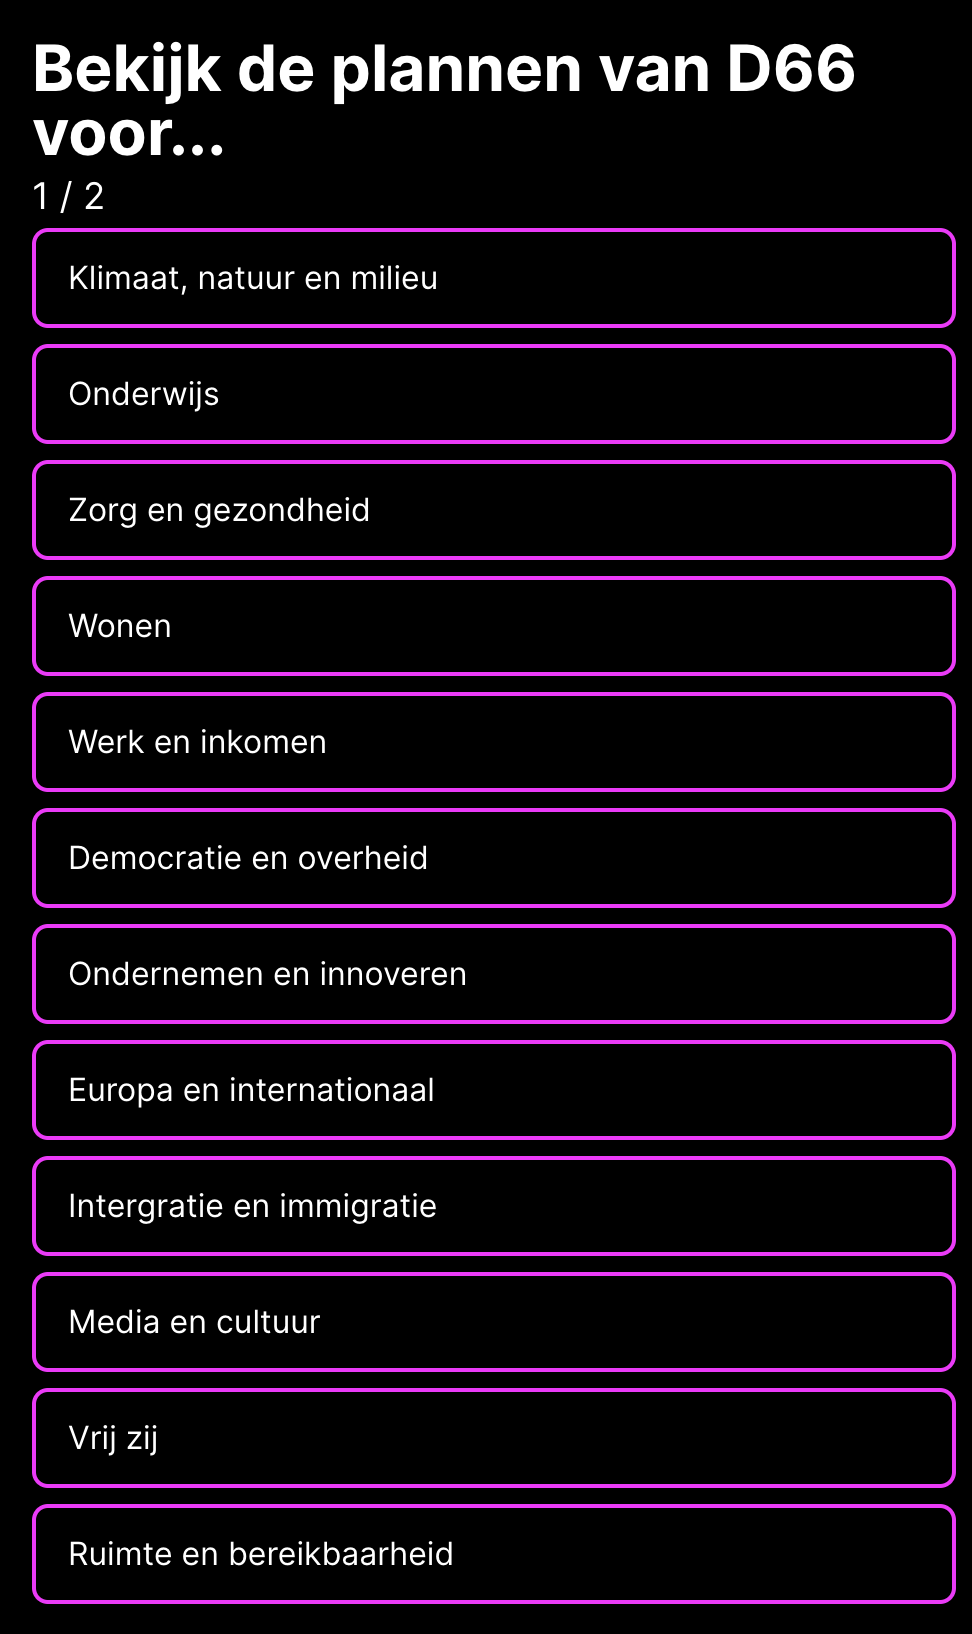 Bekijk de plannen van D66
voor...
1 / 2
Klimaat, natuur en milieu
Onderwijs
Zorg en gezondheid
Wonen
Werk en inkomen
Democratie en overheid
Ondernemen en innoveren
Europa en internationaal
Intergratie en immigratie
Media en cultuur
Vrij zij
Ruimte en bereikbaarheid